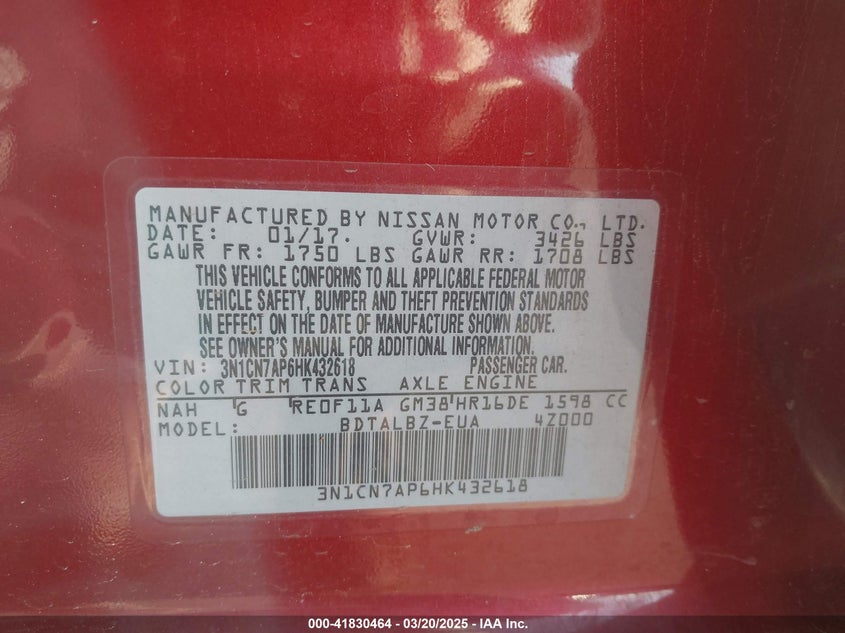 MANUFACTURED BY NISSAN MOTOR CO., LTD.
DATE: 01/17. GVWR: 3426 LBS
GAWR FR: 1750 LBS GAWR RR: 1708 LBS
THIS VEHICLE CONFORMS TO ALL APPLICABLE FEDERAL MOTOR
VEHICLE SAFETY, BUMPER AND THEFT PREVENTION STANDARDS
IN EFFECT ON THE DATE OF MANUFACTURE SHOWN ABOVE.
SEE OWNER'S MANUAL FOR ADDITIONAL INFORMATION.
VIN: 3N1CN7AP6HK432618 PASSENGER CAR.
COLOR TRIM TRANS AXLE ENGINE
NAH G RE0F11A GM38 HR16DE 1598 CC
MODEL: BDTALBZ-EUA 4Z000
3N1CN7AP6HK432618
000-41830464 - 03/20/2025 - IAA Inc.